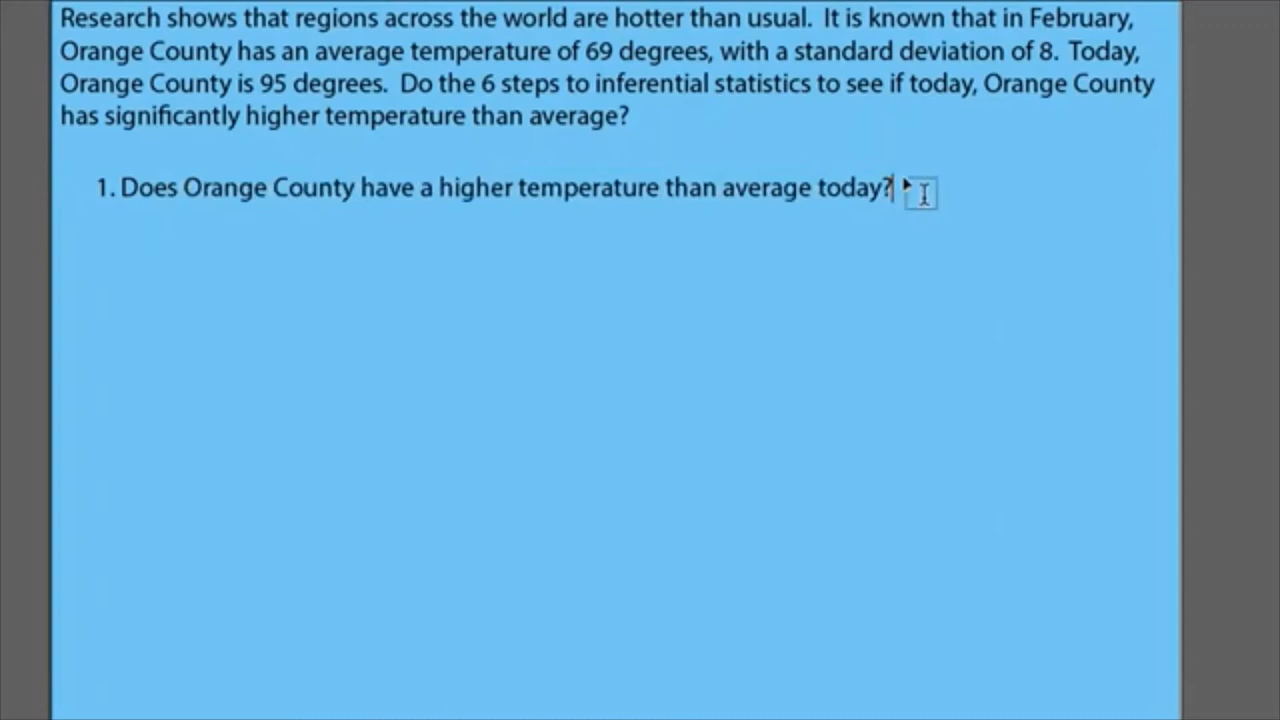 Research shows that regions across the world are hotter than usual.  It is known that in February,
Orange County has an average temperature of 69 degrees, with a standard deviation of 8.  Today,
Orange County is 95 degrees.  Do the 6 steps to inferential statistics to see if today, Orange County
has significantly higher temperature than average?
1. Does Orange County have a higher temperature than average today?